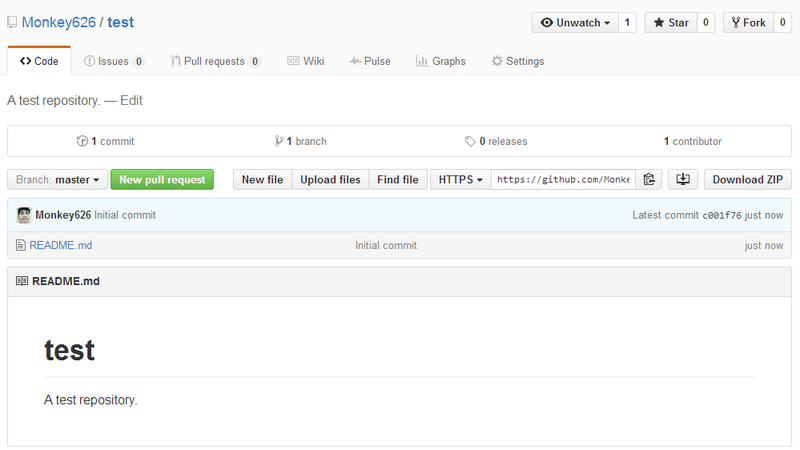 Monkey626 / test
Unwatch 1 Star 0 Fork 0
Code Issues 0 Pull requests 0 Wiki Pulse Graphs Settings
A test repository. — Edit
1 commit 1 branch 0 releases 1 contributor
Branch: master New pull request New file Upload files Find file HTTPS https://github.com/Monke Download ZIP
Monkey626 Initial commit Latest commit c001f76 just now
README.md Initial commit just now
README.md
test
A test repository.